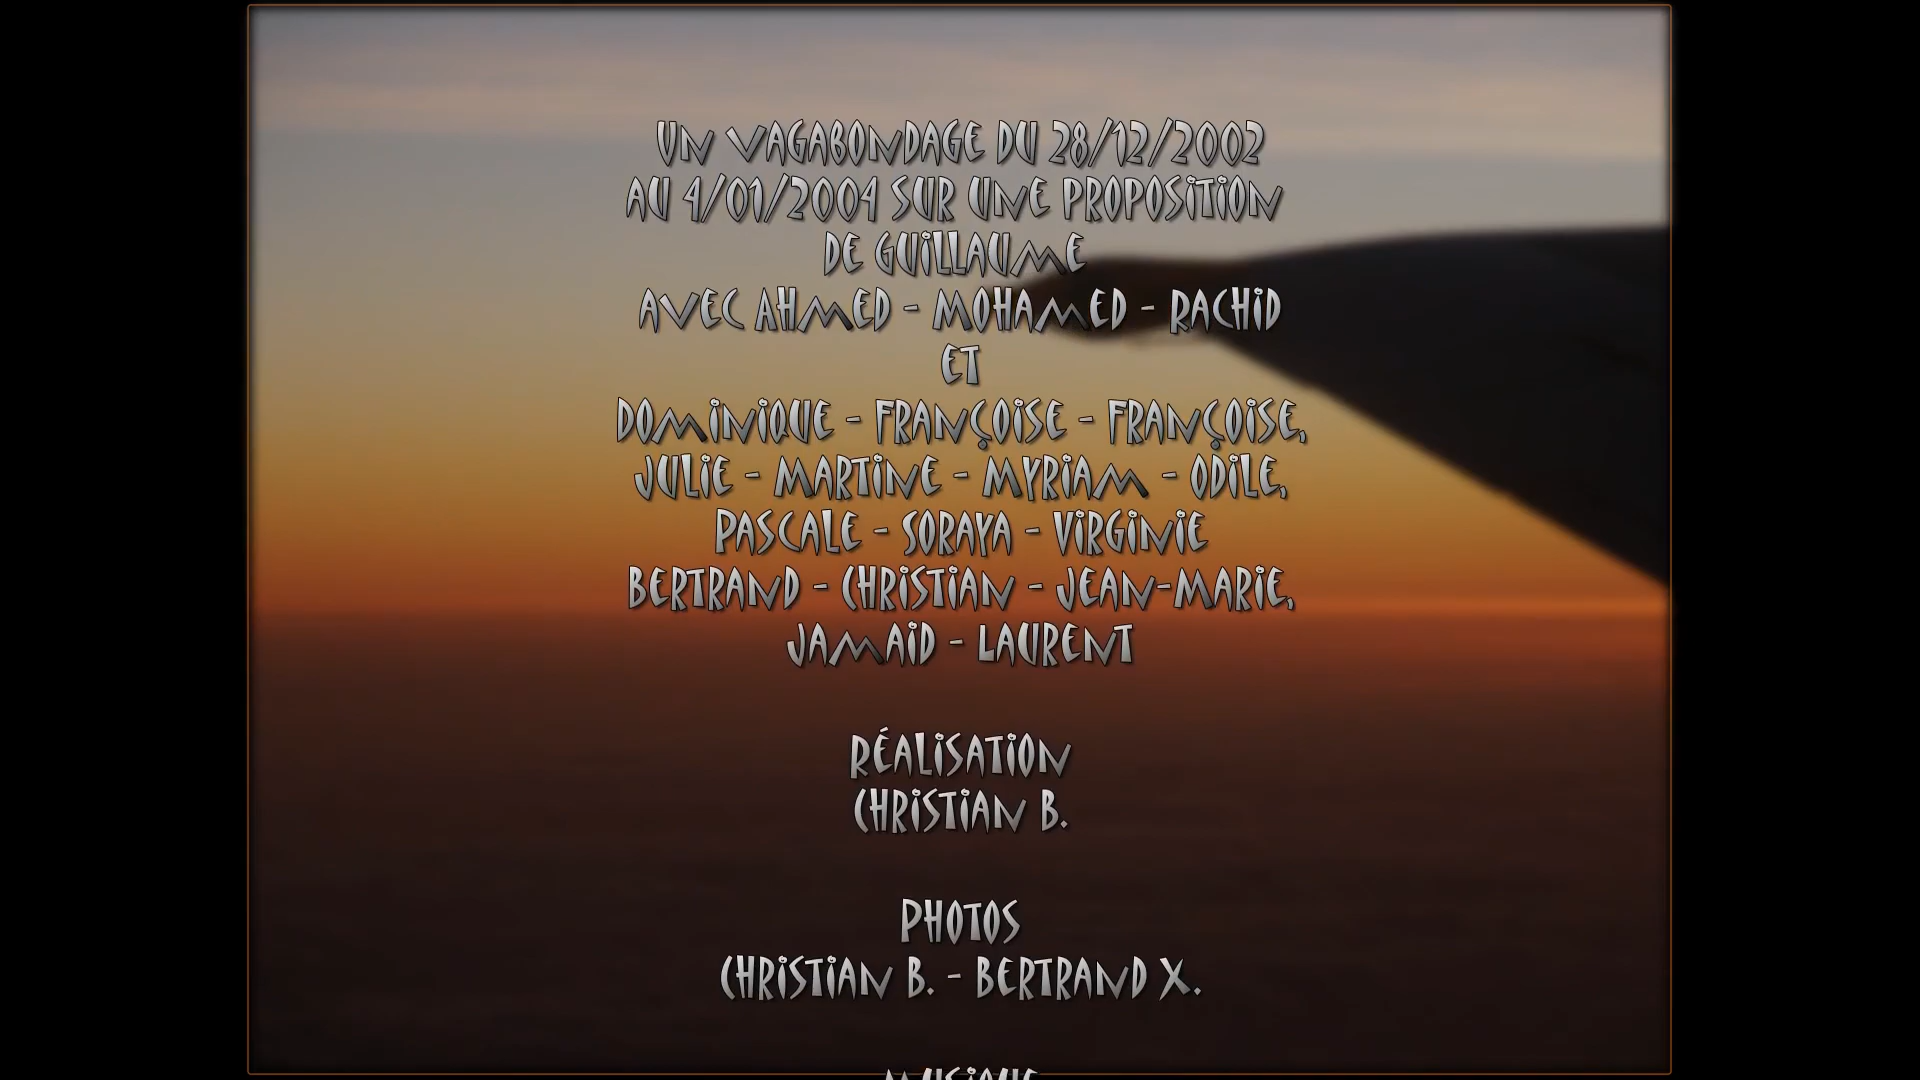 UN VAGABONDAGE DU 28/12/2002
AU 4/01/2004 SUR UNE PROPOSITION
DE GUILLAUME
AVEC AHMED - MOHAMED - RACHID
ET
DOMINIQUE - FRANÇOISE - FRANÇOISE,
JULIE - MARTINE - MYRIAM - ODILE,
PASCALE - SORAYA - VIRGINIE
BERTRAND - CHRISTIAN - JEAN-MARIE,
JAMAID - LAURENT
RÉALISATION
CHRISTIAN B.
PHOTOS
CHRISTIAN B. - BERTRAND X.
MUSIQUE